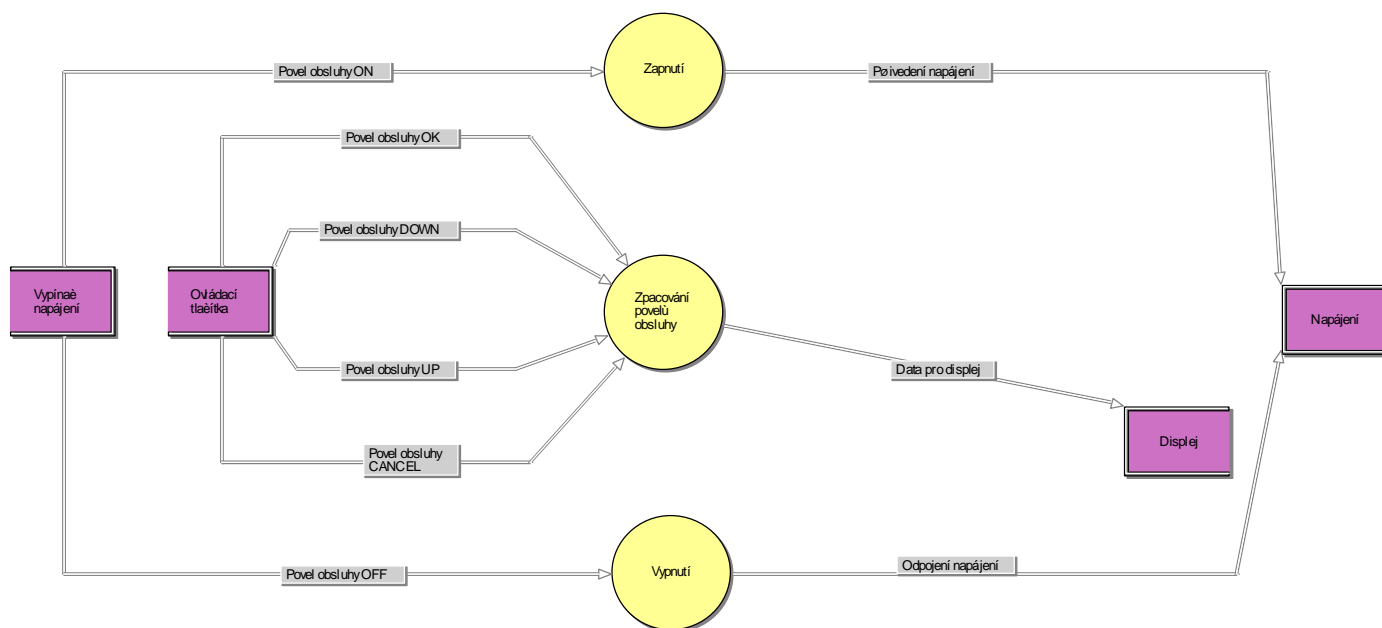 Zapnutí
Povel obsluhy ON
Pøivedení napájení
Povel obsluhy OK
Povel obsluhy DOWN
Vypínaè
napájení
Ovládací
tlaèítka
Zpacování
povelù
obsluhy
Napájení
Povel obsluhy UP
Data pro displej
Displej
Povel obsluhy
CANCEL
Povel obsluhy OFF
Vypnutí
Odpojení napájení